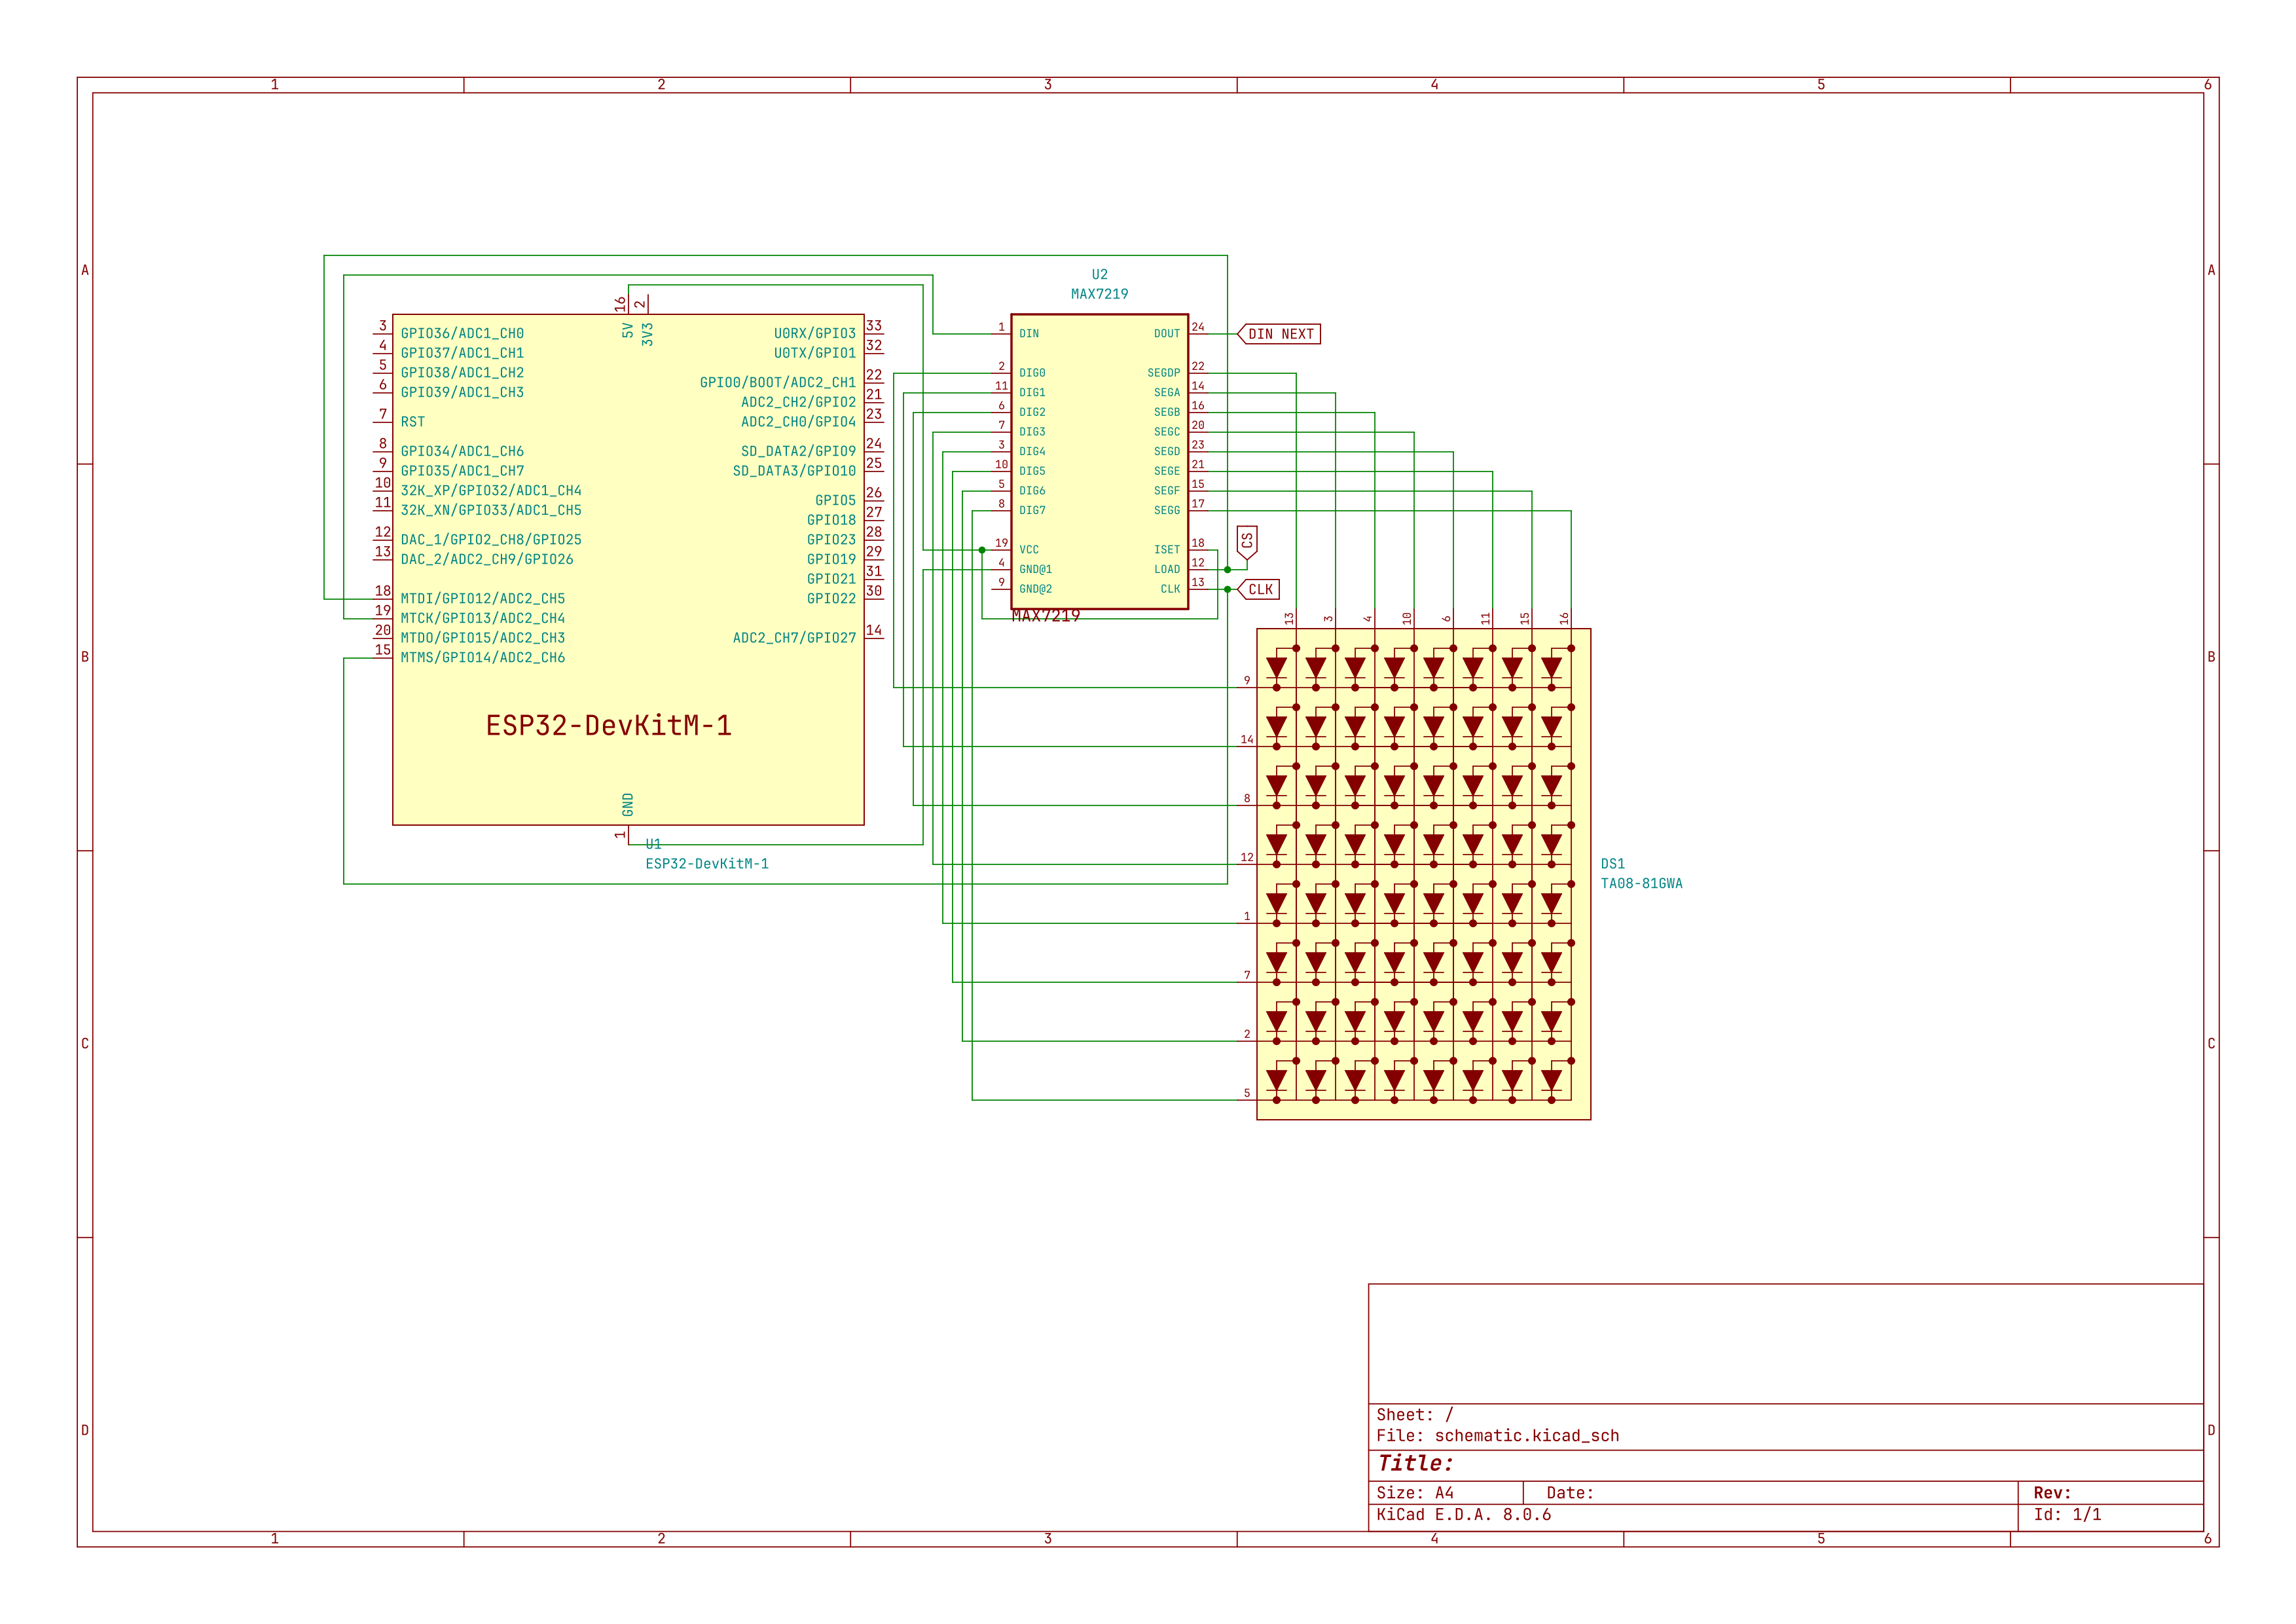 1 2 3 4 5 6
A A
B B
C C
D D
1 2 3 4 5 6
16 5V
2 3V3
3 GPIO36/ADC1_CH0
4 GPIO37/ADC1_CH1
5 GPIO38/ADC1_CH2
6 GPIO39/ADC1_CH3
7 RST
8 GPIO34/ADC1_CH6
9 GPIO35/ADC1_CH7
10 32K_XP/GPIO32/ADC1_CH4
11 32K_XN/GPIO33/ADC1_CH5
12 DAC_1/GPIO2_CH8/GPIO25
13 DAC_2/ADC2_CH9/GPIO26
18 MTDI/GPIO12/ADC2_CH5
19 MTCK/GPIO13/ADC2_CH4
20 MTDO/GPIO15/ADC2_CH3
15 MTMS/GPIO14/ADC2_CH6
U0RX/GPIO3 33
U0TX/GPIO1 32
GPIO0/BOOT/ADC2_CH1 22
ADC2_CH2/GPIO2 21
ADC2_CH0/GPIO4 23
SD_DATA2/GPIO9 24
SD_DATA3/GPIO10 25
GPIO5 26
GPIO18 27
GPIO23 28
GPIO19 29
GPIO21 31
GPIO22 30
ADC2_CH7/GPIO27 14
ESP32-DevKitM-1
GND
1
U1
ESP32-DevKitM-1
U2
MAX7219
1 DIN
2 DIG0
11 DIG1
6 DIG2
7 DIG3
3 DIG4
10 DIG5
5 DIG6
8 DIG7
19 VCC
4 GND@1
9 GND@2
DOUT 24
SEGDP 22
SEGA 14
SEGB 16
SEGC 20
SEGD 23
SEGE 21
SEGF 15
SEGG 17
ISET 18
LOAD 12
CLK 13
MAX7219
DIN NEXT
CS
CLK
13 3 4 10 6 11 15 16
9
14
8
12
1
7
2
5
DS1
TA08-81GWA
Sheet: /
File: schematic.kicad_sch
Title:
Size: A4 Date: Rev:
KiCad E.D.A. 8.0.6 Id: 1/1